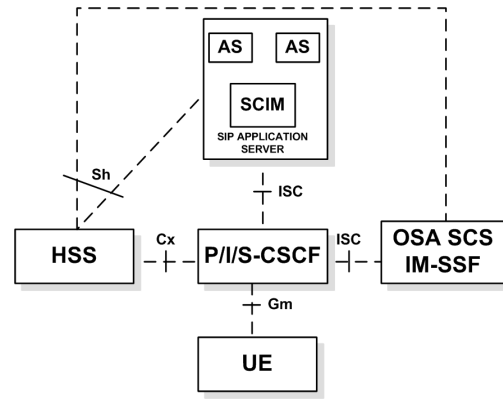 AS AS
SCIM
SIP APPLICATION
SERVER
Sh
ISC
HSS
Cx
P/I/S-CSCF
ISC
OSA SCS
IM-SSF
Gm
UE